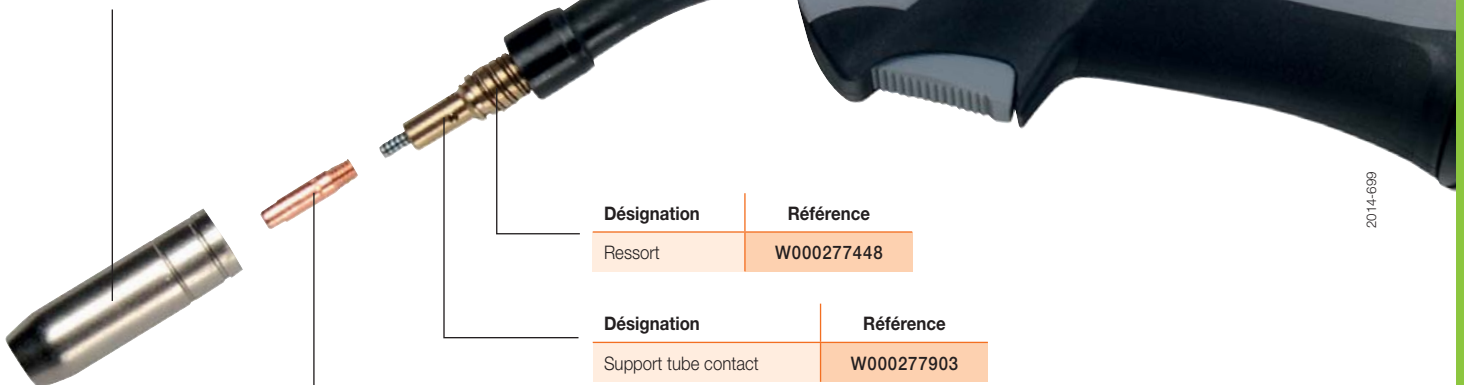 Désignation Référence
Ressort W000277448
Désignation Référence
Support tube contact W000277903
2014-699